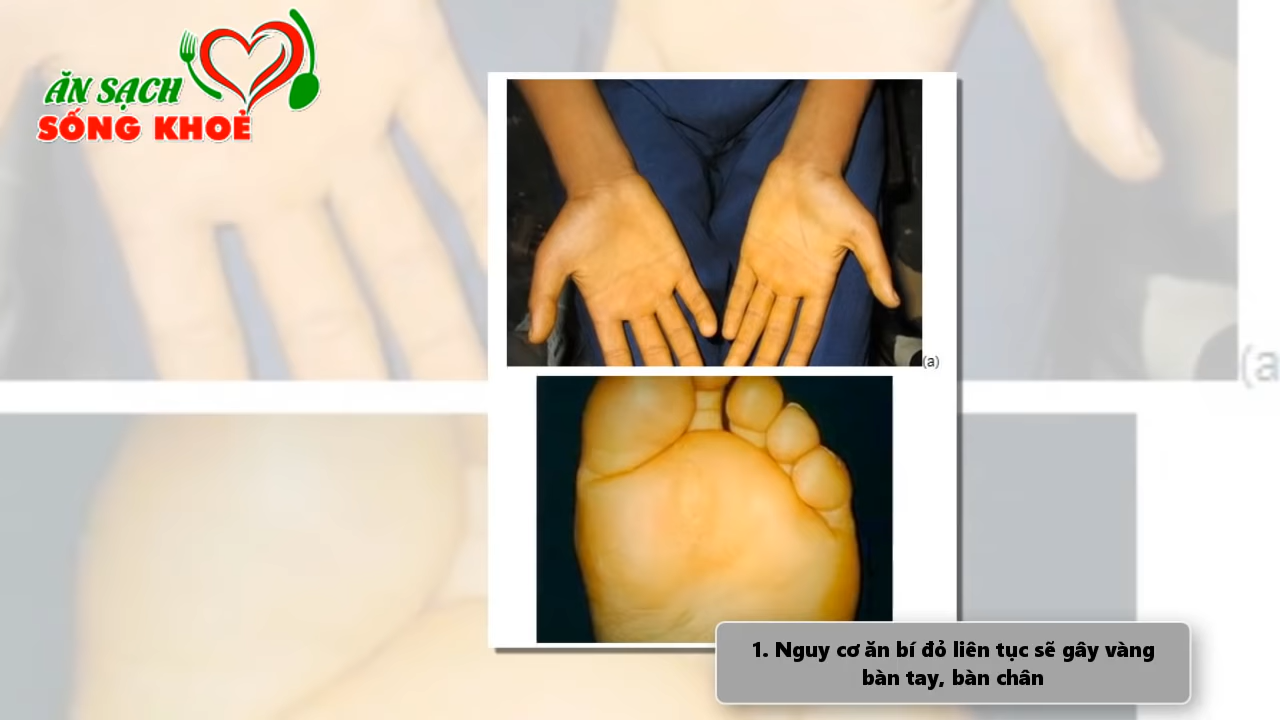 ĂN SẠCH
SỐNG KHOẺ
(a)
(a
1. Nguy cơ ăn bí đỏ liên tục sẽ gây vàng
bàn tay, bàn chân